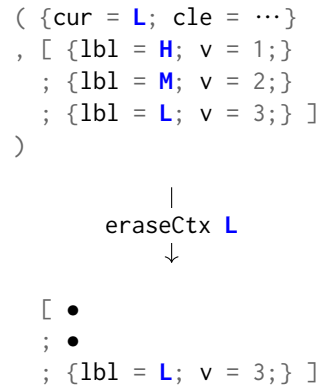 ( {cur = L; cle = ⋯}
, [ {lbl = H; v = 1;}
  ; {lbl = M; v = 2;}
  ; {lbl = L; v = 3;} ]
)
eraseCtx L
[ •
; •
; {lbl = L; v = 3;} ]